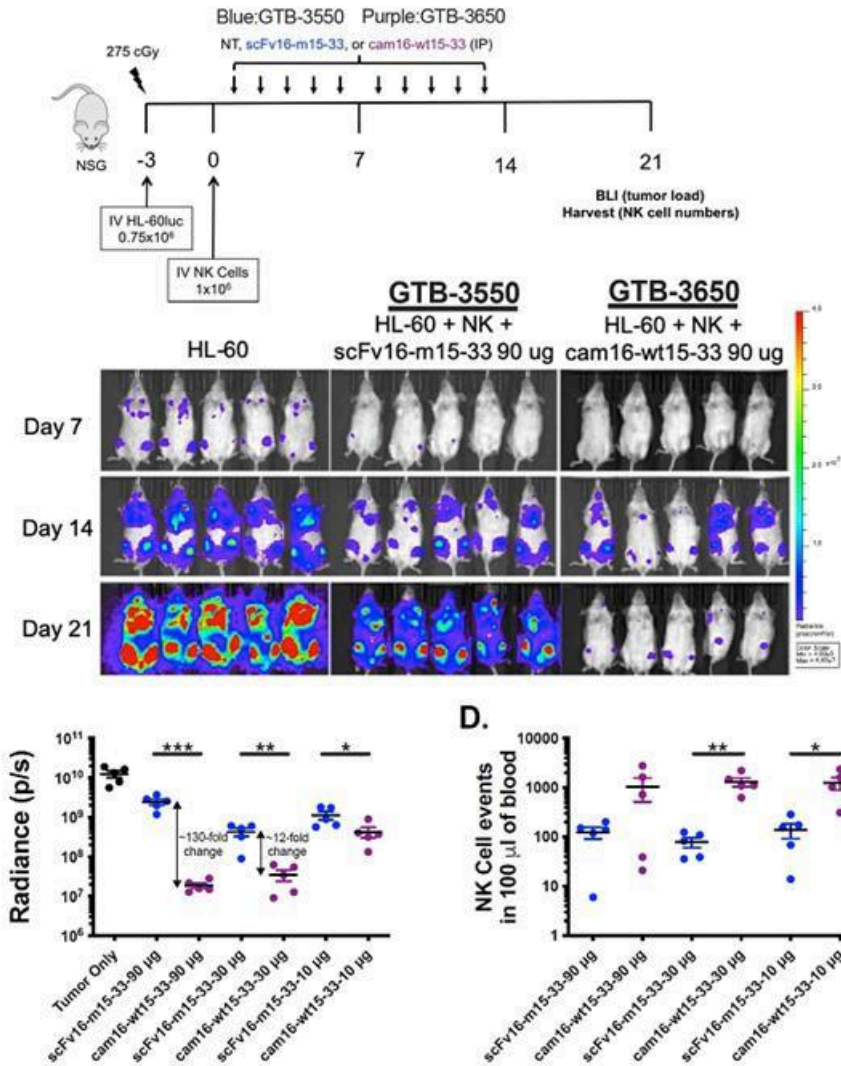 Blue:GTB-3550 Purple:GTB-3650
NT, scFv16-m15-33, or cam16-wt15-33 (IP)
275 cGy
NSG
-3 0 7 14 21
BLI (tumor load)
Harvest (NK cell numbers)
IV HL-60luc
0.75x10⁶
IV NK Cells
1x10⁶
GTB-3550 GTB-3650
HL-60
HL-60 + NK +
scFv16-m15-33 90 ug
HL-60 + NK +
cam16-wt15-33 90 ug
Day 7
Day 14
Day 21
Radiance (p/s)
10¹¹
10¹⁰
10⁹
10⁸
10⁷
10⁶
*** ** *
~130-fold
change
~12-fold
change
Tumor Only
scFv16-m15-33-90 µg
cam16-wt15-33-90 µg
scFv16-m15-33-30 µg
cam16-wt15-33-30 µg
scFv16-m15-33-10 µg
cam16-wt15-33-10 µg
D.
NK Cell events
in 100 µl of blood
10000
1000
100
10
1
** *
scFv16-m15-33-90 µg
cam16-wt15-33-90 µg
scFv16-m15-33-30 µg
cam16-wt15-33-30 µg
scFv16-m15-33-10 µg
cam16-wt15-33-10 µg